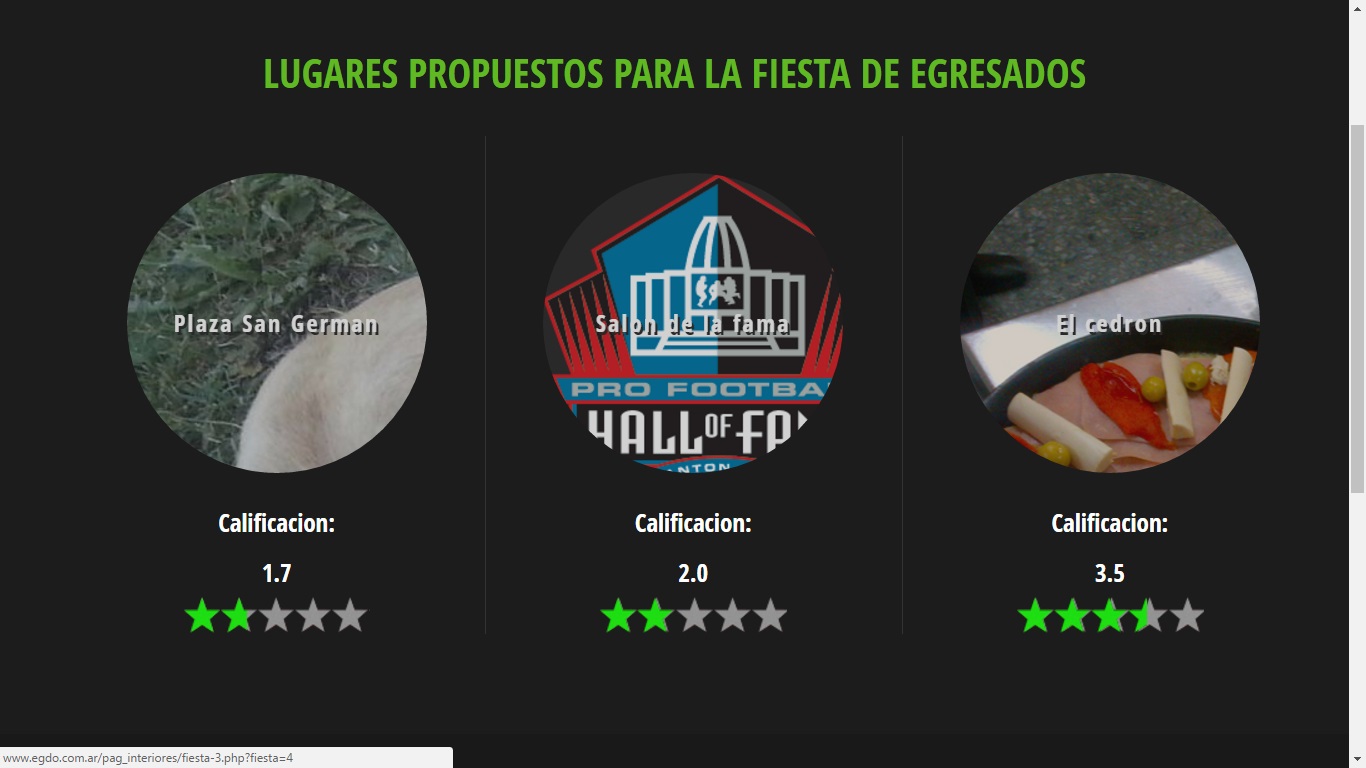 LUGARES PROPUESTOS PARA LA FIESTA DE EGRESADOS
Plaza San German
Calificacion:
1.7
Salon de la fama
PRO FOOTBA
HALL OF FA
NTON
Calificacion:
2.0
El cedron
Calificacion:
3.5
www.egdo.com.ar/pag_interiores/fiesta-3.php?fiesta=4